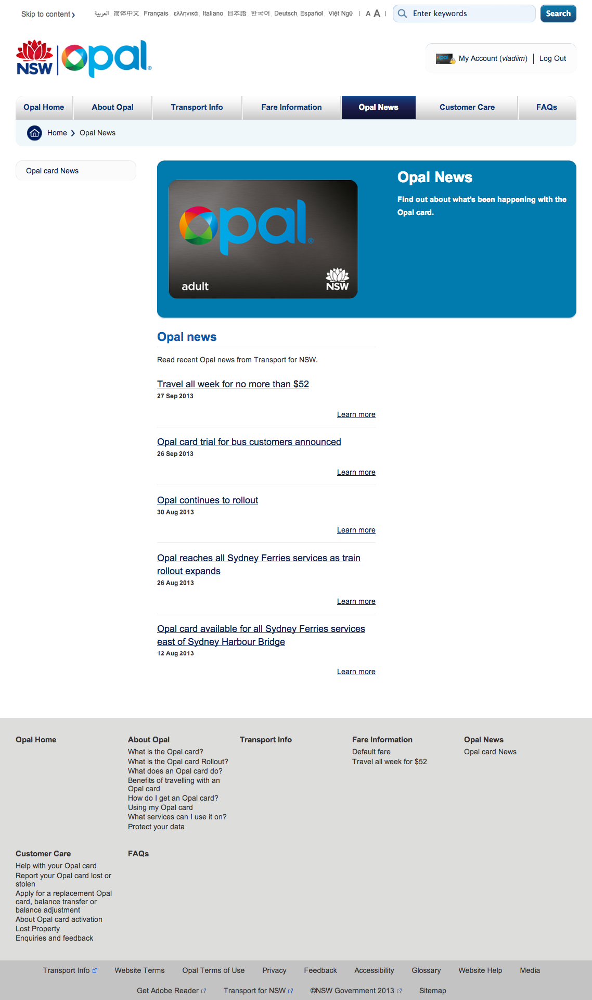 Skip to content
العربية 简体中文 Français ελληνικά Italiano 日本語 한국어 Deutsch Español Việt Ngữ | A A |
Enter keywords
Search
NSW
opal
My Account (vladiim) | Log Out
Opal Home
About Opal
Transport Info
Fare Information
Opal News
Customer Care
FAQs
Home
Opal News
Opal card News
opal
adult
NSW
Opal News
Find out about what's been happening with the
Opal card.
Opal news
Read recent Opal news from Transport for NSW.
Travel all week for no more than $52
27 Sep 2013
Learn more
Opal card trial for bus customers announced
26 Sep 2013
Learn more
Opal continues to rollout
30 Aug 2013
Learn more
Opal reaches all Sydney Ferries services as train
rollout expands
26 Aug 2013
Learn more
Opal card available for all Sydney Ferries services
east of Sydney Harbour Bridge
12 Aug 2013
Learn more
Opal Home
About Opal
What is the Opal card?
What is the Opal card Rollout?
What does an Opal card do?
Benefits of travelling with an
Opal card
How do I get an Opal card?
Using my Opal card
What services can I use it on?
Protect your data
Transport Info
Fare Information
Default fare
Travel all week for $52
Opal News
Opal card News
Customer Care
Help with your Opal card
Report your Opal card lost or
stolen
Apply for a replacement Opal
card, balance transfer or
balance adjustment
About Opal card activation
Lost Property
Enquiries and feedback
FAQs
Transport Info Website Terms Opal Terms of Use Privacy Feedback Accessibility Glossary Website Help Media
Get Adobe Reader Transport for NSW ©NSW Government 2013 Sitemap